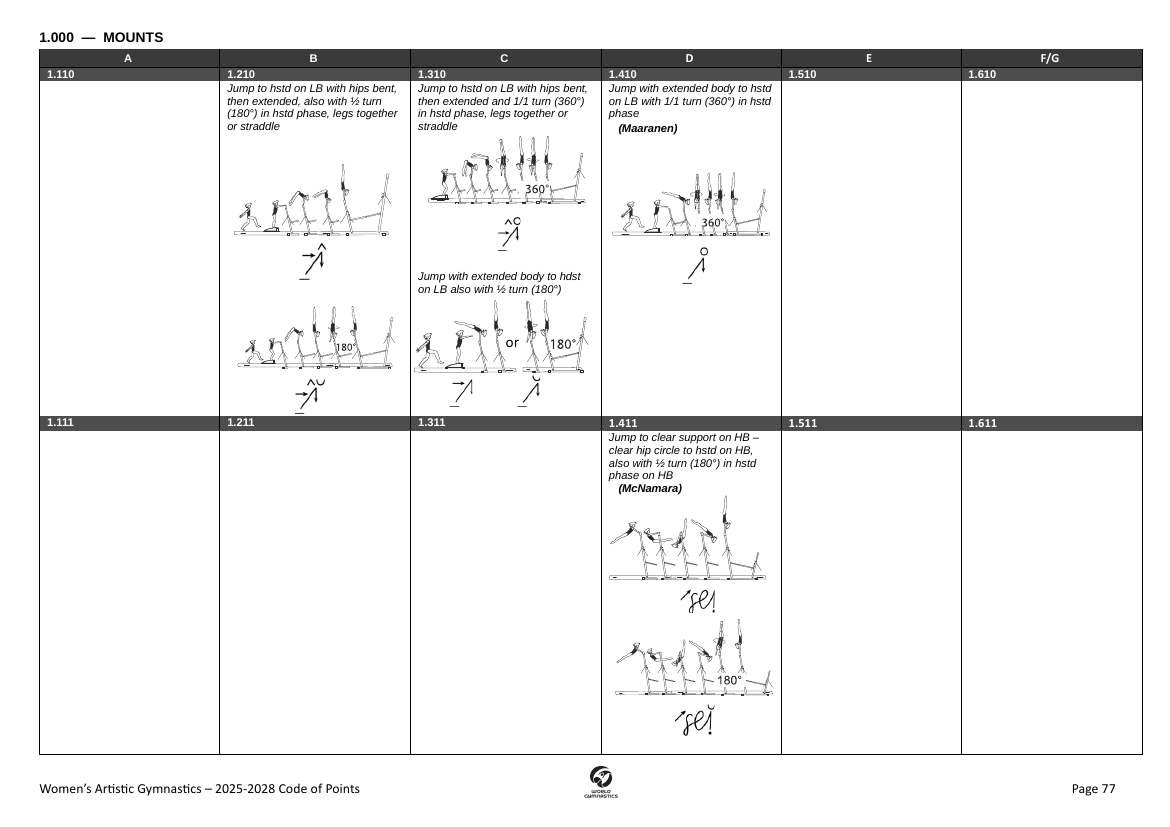 1.000 — MOUNTS
A B C D E F/G
1.110 1.210 1.310 1.410 1.510 1.610
Jump to hstd on LB with hips bent,
then extended, also with ½ turn
(180°) in hstd phase, legs together
or straddle
180°
Jump to hstd on LB with hips bent,
then extended and 1/1 turn (360°)
in hstd phase, legs together or
straddle
360°
Jump with extended body to hdst
on LB also with ½ turn (180°)
or 180°
Jump with extended body to hstd
on LB with 1/1 turn (360°) in hstd
phase
(Maaranen)
360°
1.111 1.211 1.311 1.411 1.511 1.611
Jump to clear support on HB –
clear hip circle to hstd on HB,
also with ½ turn (180°) in hstd
phase on HB
(McNamara)
180°
Women's Artistic Gymnastics – 2025-2028 Code of Points
WORLD
GYMNASTICS
Page 77